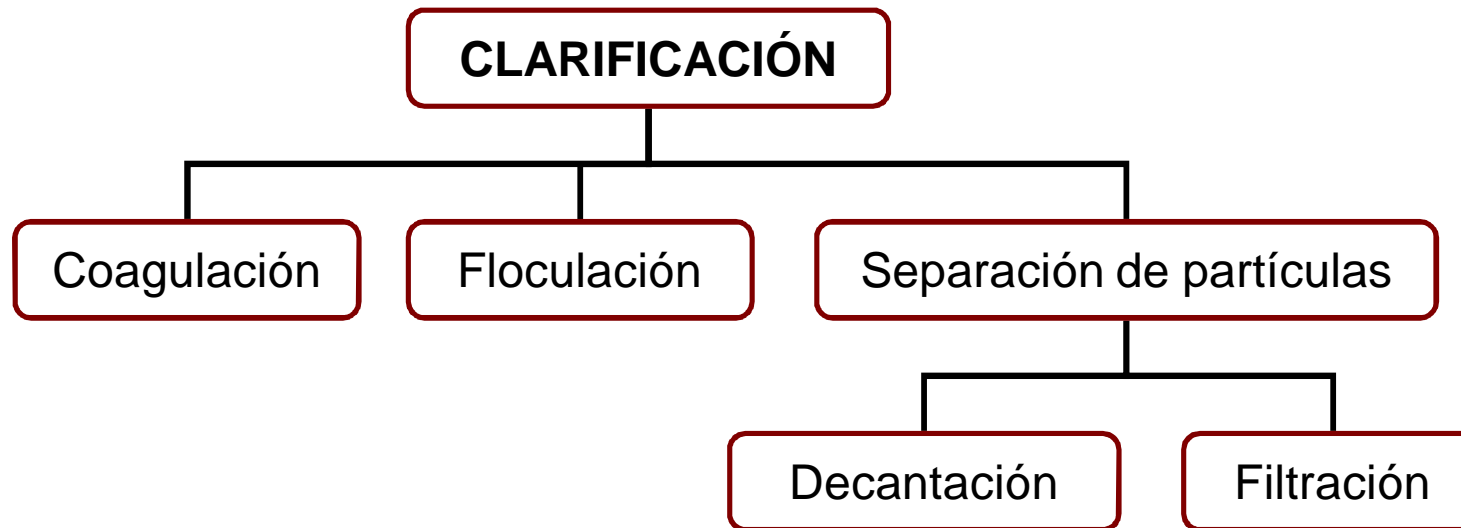 CLARIFICACIÓN
Coagulación
Floculación
Separación de partículas
Decantación
Filtración